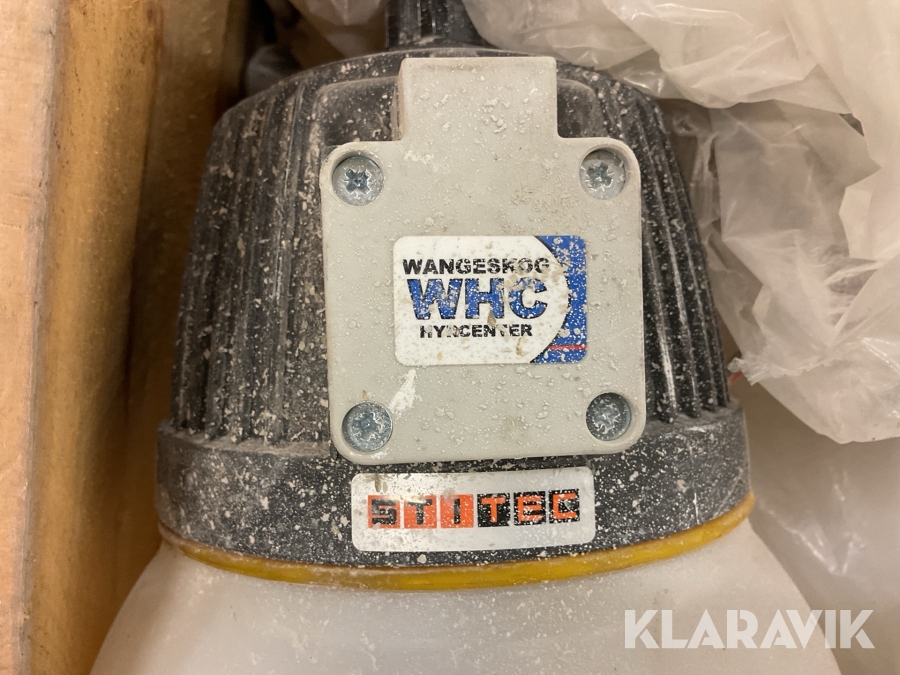 WANGESKOG
WHC
HYRCENTER
STITEC
KLARAVIK